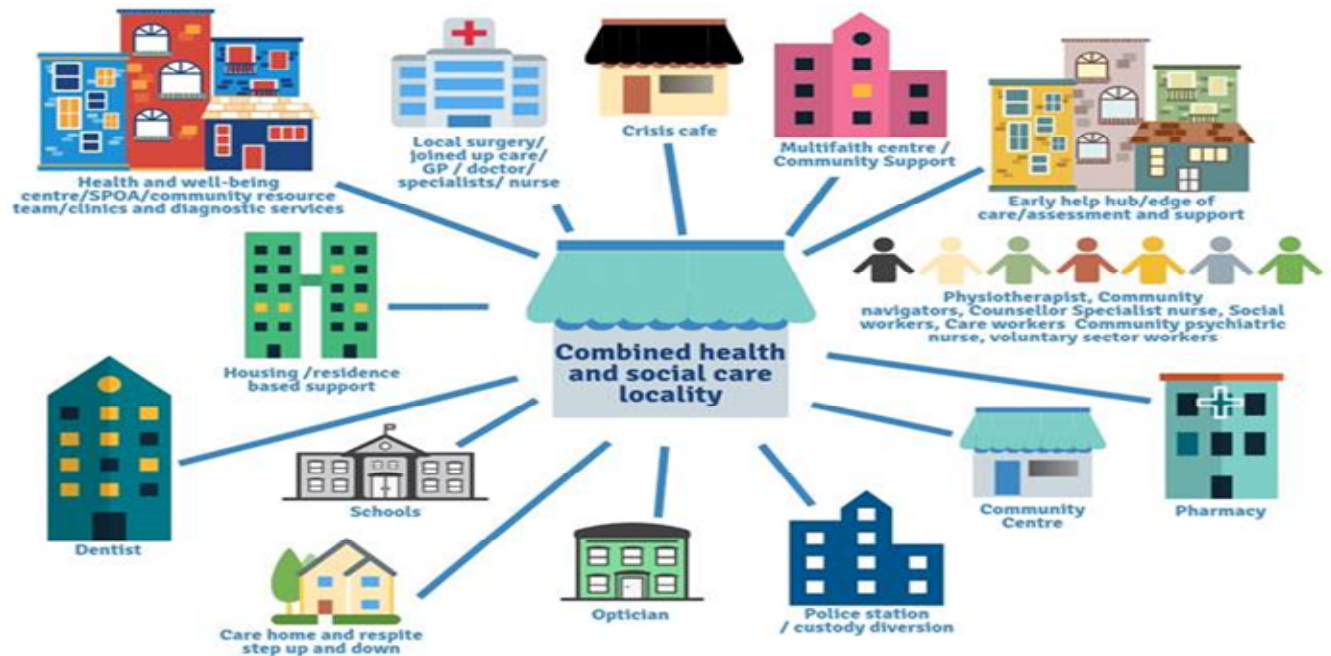 Health and well-being
centre/SPOA/community resource
team/clinics and diagnostic services
Local surgery/
joined up care/
GP / doctor/
specialists/ nurse
Crisis cafe
Multifaith centre /
Community Support
Early help hub/edge of
care/assessment and support
Physiotherapist, Community
navigators, Counsellor Specialist nurse, Social
workers, Care workers Community psychiatric
nurse, voluntary sector workers
Housing /residence
based support
Combined health
and social care
locality
Dentist
Schools
Community
Centre
Pharmacy
Care home and respite
step up and down
Optician
Police station
/ custody diversion